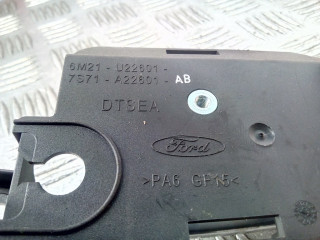 6M21 - U22601 -
7S71 - A22601 - AB
DTSEA
Ford
>PA6 GF15<